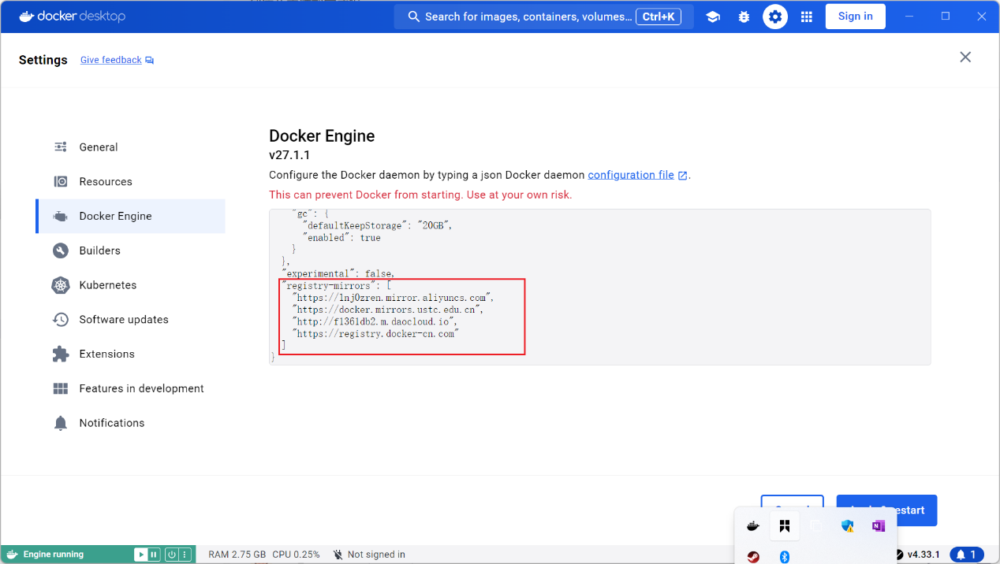 docker desktop
Search for images, containers, volumes... Ctrl+K
Sign in
Settings
Give feedback
General
Resources
Docker Engine
Builders
Kubernetes
Software updates
Extensions
Features in development
Notifications
Docker Engine
v27.1.1
Configure the Docker daemon by typing a json Docker daemon configuration file.
This can prevent Docker from starting. Use at your own risk.
"gc": {
"defaultKeepStorage": "20GB",
"enabled": true
}
},
"experimental": false,
"registry-mirrors": [
"https://1nj0zren.mirror.aliyuncs.com",
"https://docker.mirrors.ustc.edu.cn",
"http://f1361db2.m.daocloud.io",
"https://registry.docker-cn.com"
]
}
Engine running
RAM 2.75 GB CPU 0.25%
Not signed in
v4.33.1
1